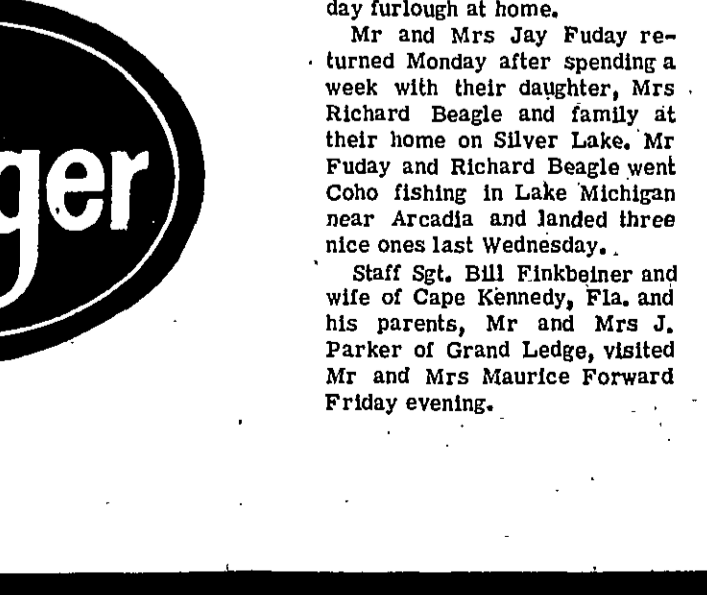 ger
day furlough at home.
Mr and Mrs Jay Fuday re-
turned Monday after spending a
week with their daughter, Mrs
Richard Beagle and family at
their home on Silver Lake. Mr
Fuday and Richard Beagle went
Coho fishing in Lake Michigan
near Arcadia and landed three
nice ones last Wednesday.
Staff Sgt. Bill Finkbeiner and
wife of Cape Kennedy, Fla. and
his parents, Mr and Mrs J.
Parker of Grand Ledge, visited
Mr and Mrs Maurice Forward
Friday evening.